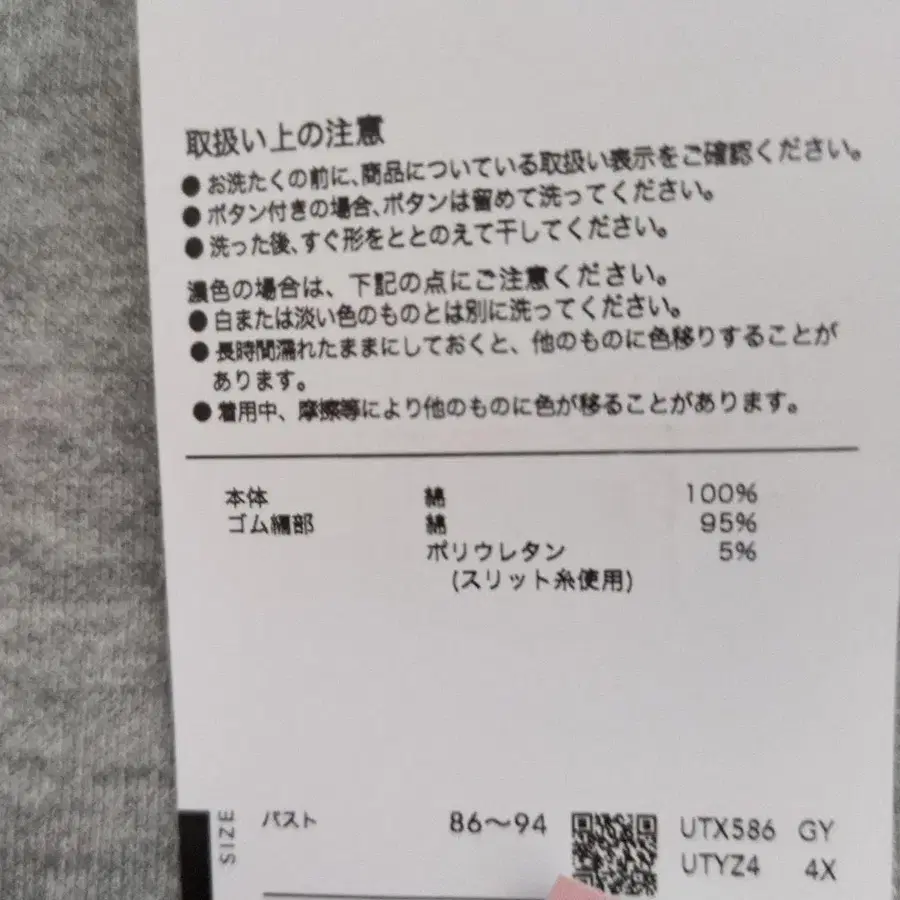 取扱い上の注意
●お洗たくの前に、商品についている取扱い表示をご確認ください。
●ボタン付きの場合、ボタンは留めて洗ってください。
●洗った後、すぐ形をととのえて干してください。
濃色の場合は、下記の点にご注意ください。
●白または淡い色のものとは別に洗ってください。
●長時間濡れたままにしておくと、他のものに色移りすることが
あります。
●着用中、摩擦等により他のものに色が移ることがあります。
本体 綿 100%
ゴム編部 綿 95%
ポリウレタン 5%
(スリット糸使用)
SIZE バスト 86～94 UTX586 GY
UTYZ4 4X